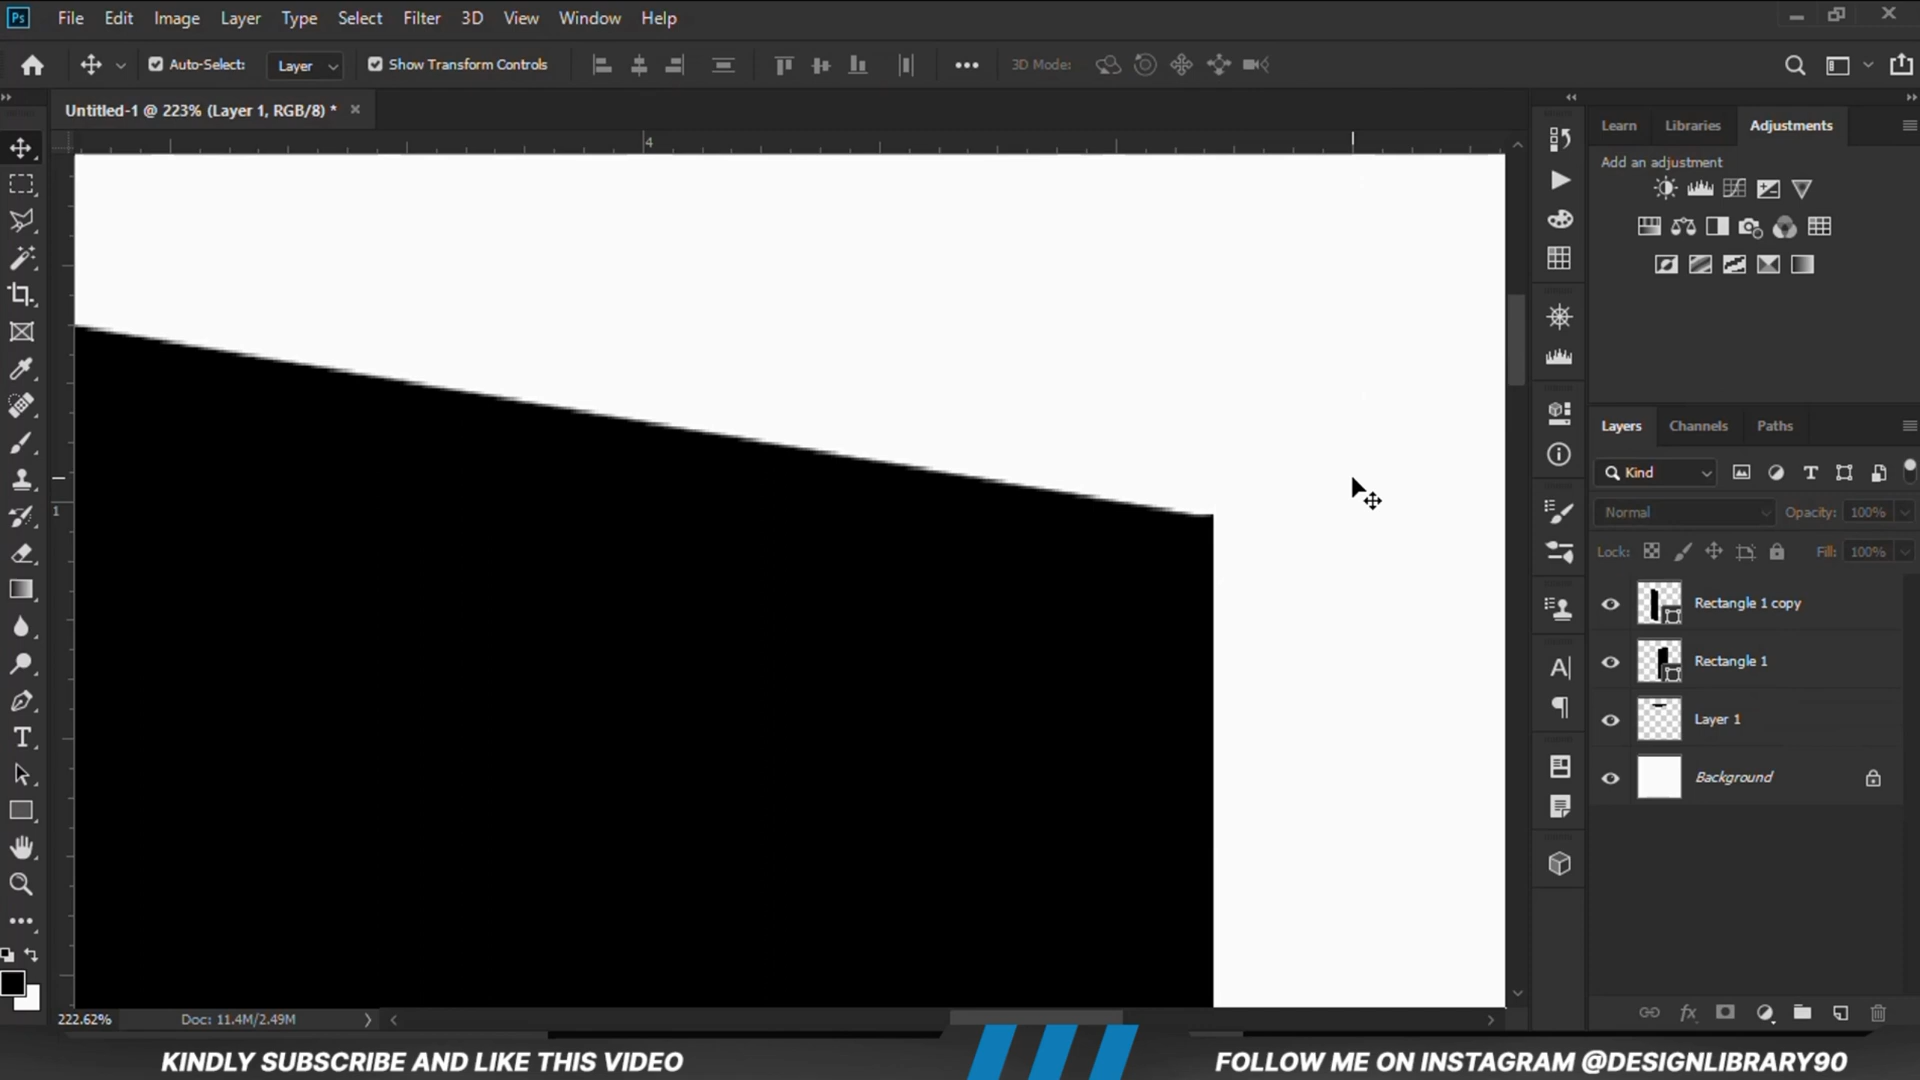 Ps File Edit Image Layer Type Select Filter 3D View Window Help
Auto-Select: Layer Show Transform Controls 3D Mode:
Untitled-1 @ 223% (Layer 1, RGB/8) *
Learn Libraries Adjustments
Add an adjustment
4
1
Layers Channels Paths
Kind
Normal Opacity: 100%
Lock: Fill: 100%
Rectangle 1 copy
Rectangle 1
Layer 1
Background
222.62% Doc: 11.4M/2.49M
KINDLY SUBSCRIBE AND LIKE THIS VIDEO
FOLLOW ME ON INSTAGRAM @DESIGNLIBRARY90